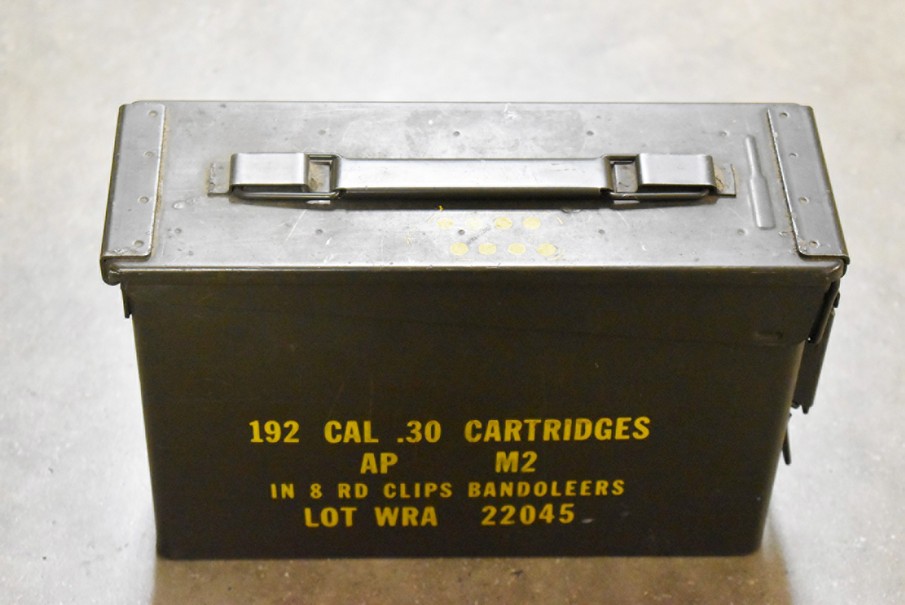 192 CAL .30 CARTRIDGES
AP M2
IN 8 RD CLIPS BANDOLEERS
LOT WRA 22045